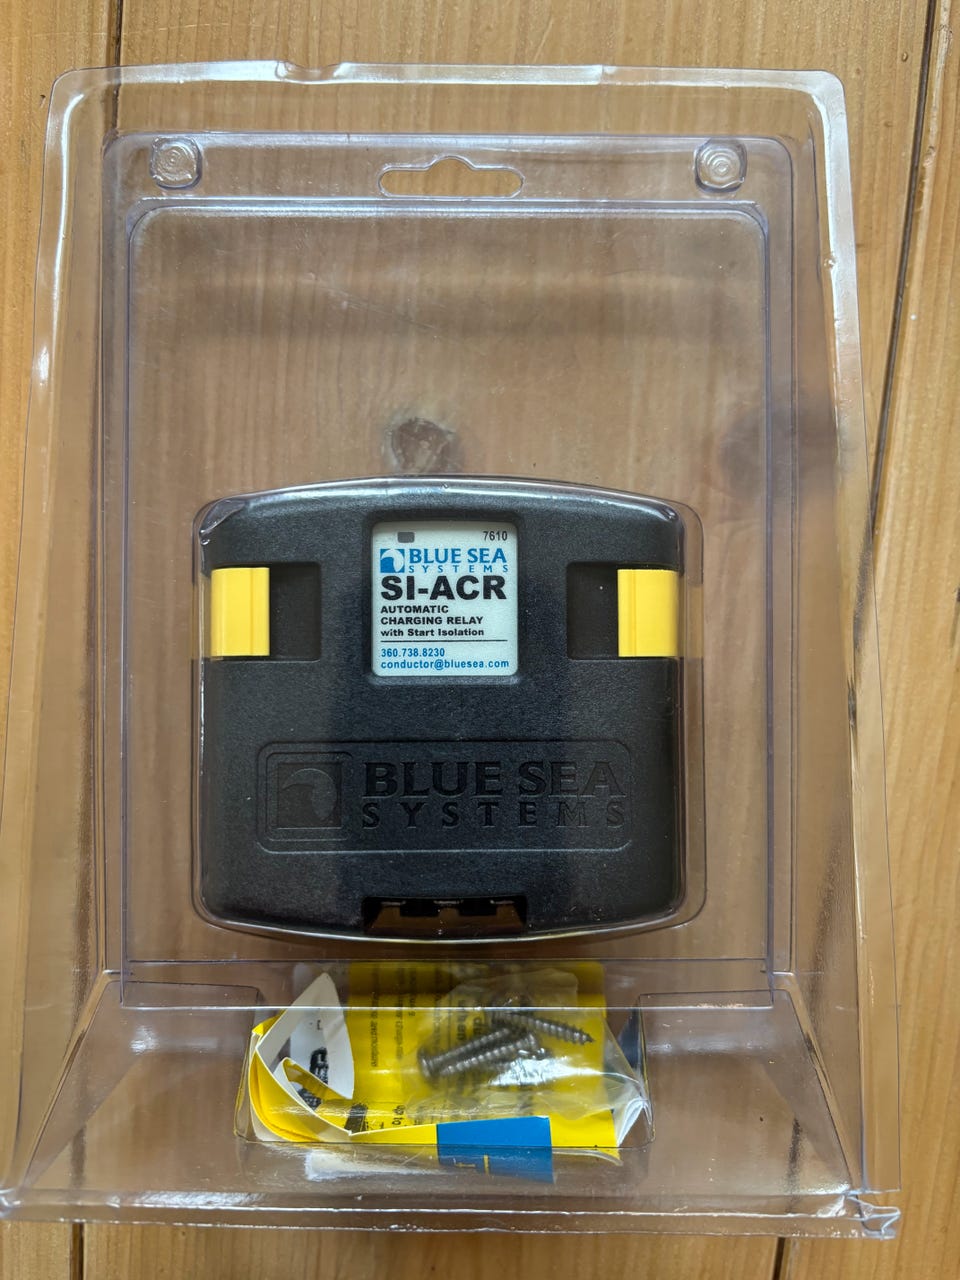 7610
BLUE SEA
SYSTEMS
SI-ACR
AUTOMATIC
CHARGING RELAY
with Start Isolation
360.738.8230
conductor@bluesea.com
BLUE SEA
SYSTEMS